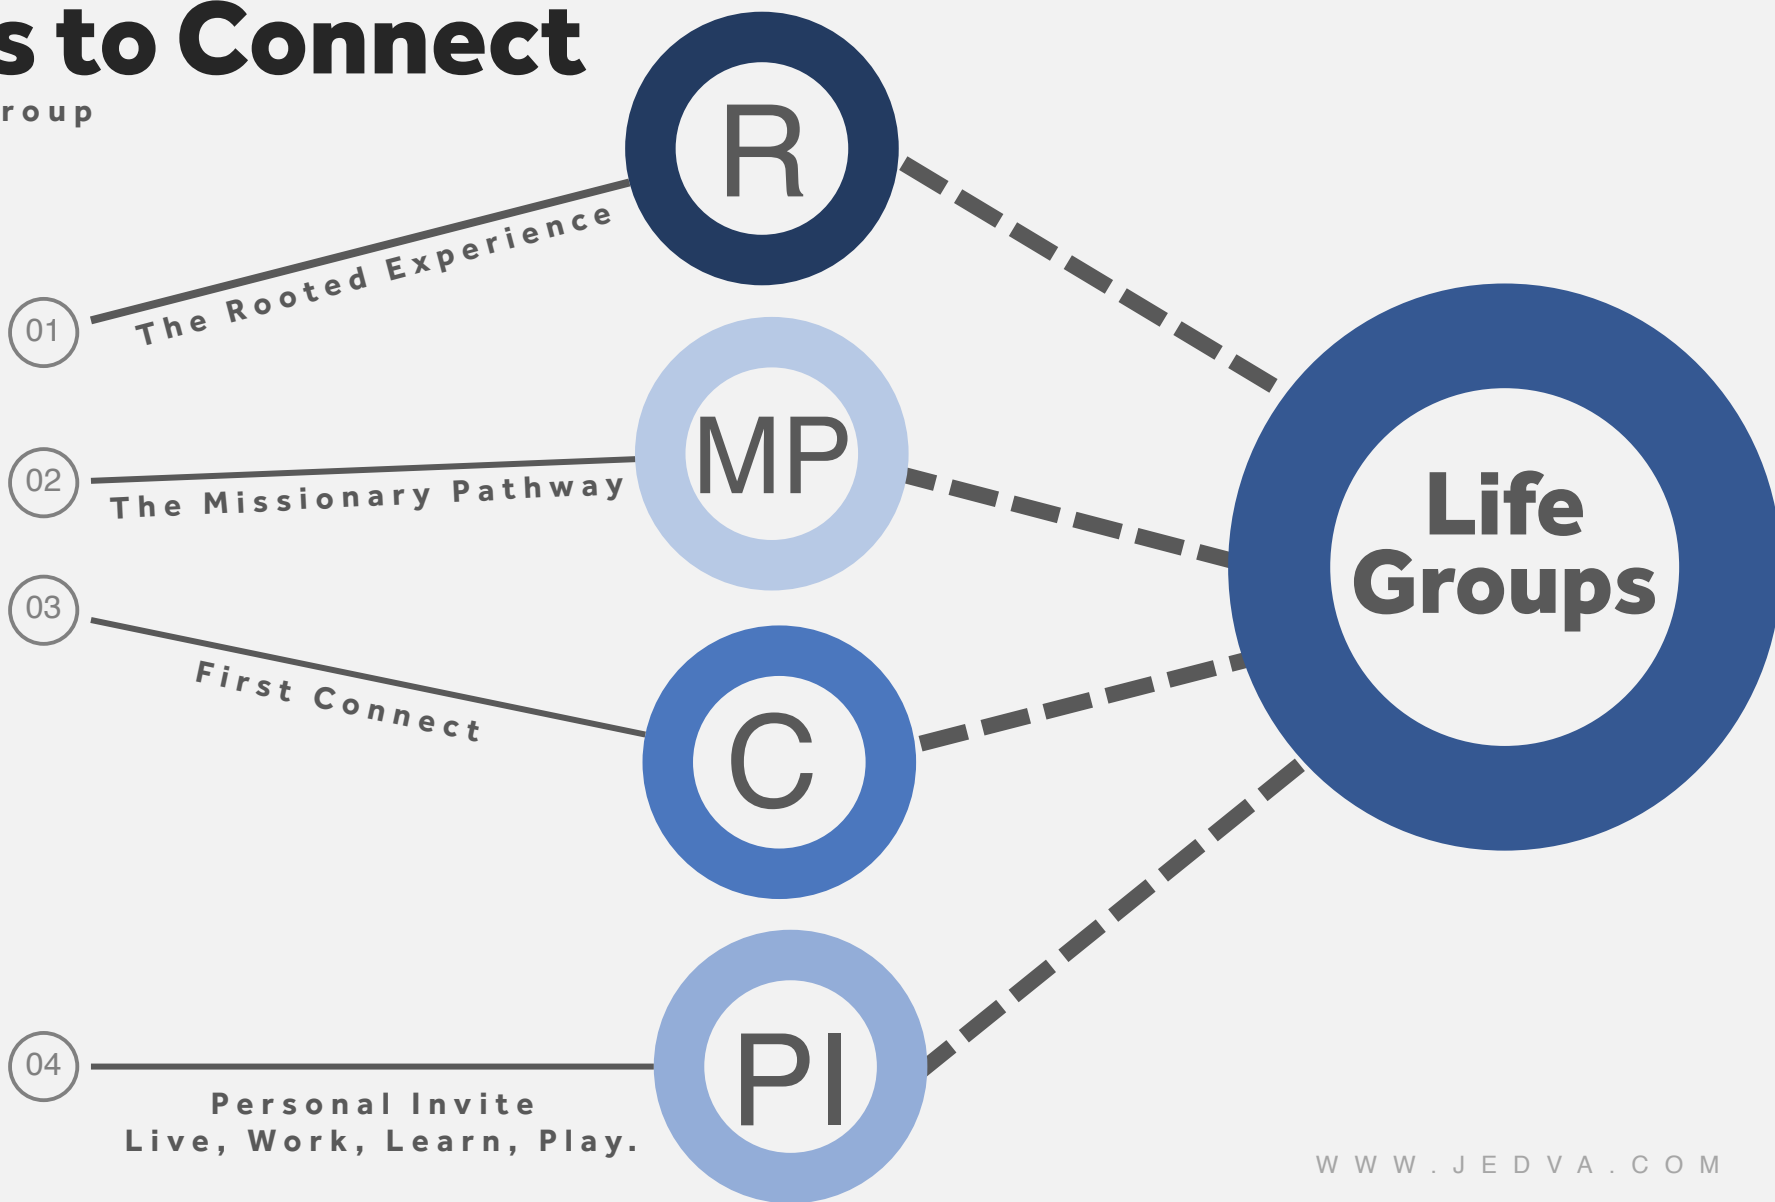 s to Connect
roup
R
01
The Rooted Experience
MP
02
The Missionary Pathway
03
First Connect
C
Life
Groups
04
PI
Personal Invite
Live, Work, Learn, Play.
WWW.JEDVA.COM